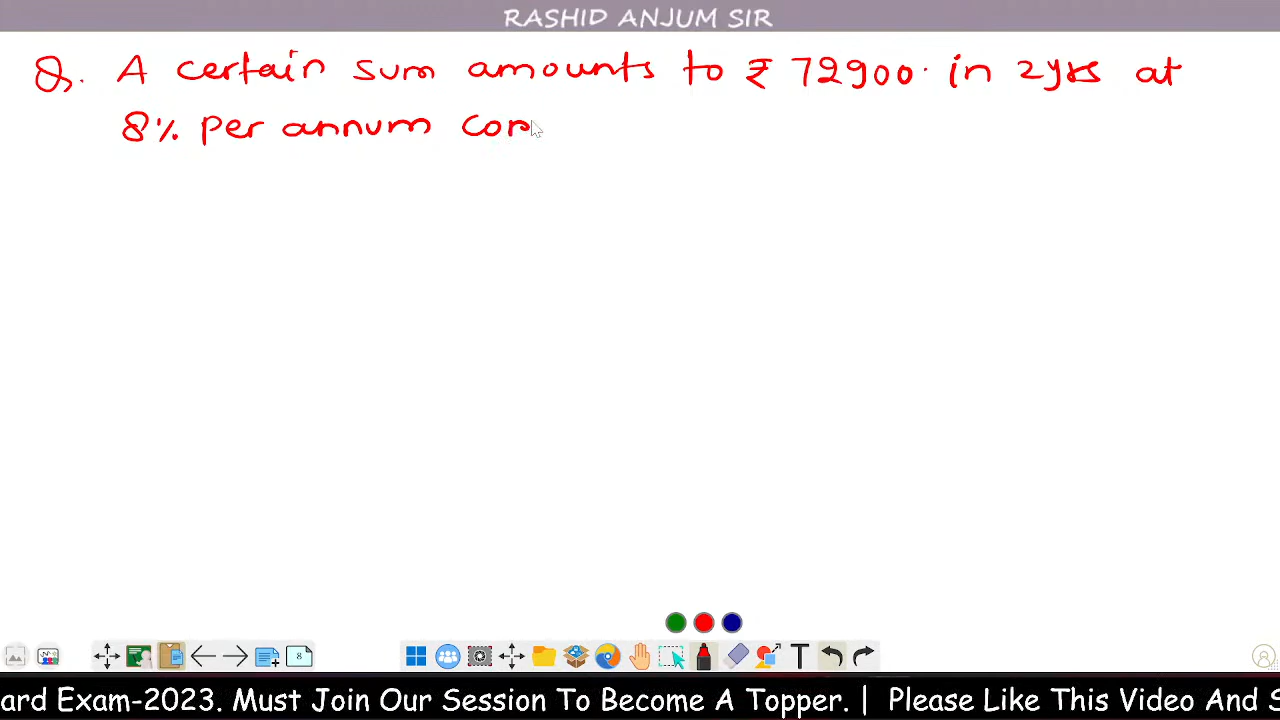 RASHID ANJUM SIR
Q. A certain sum amounts to ₹ 72900. in 2yrs at
8% per annum com
8
ard Exam-2023. Must Join Our Session To Become A Topper. | Please Like This Video And S